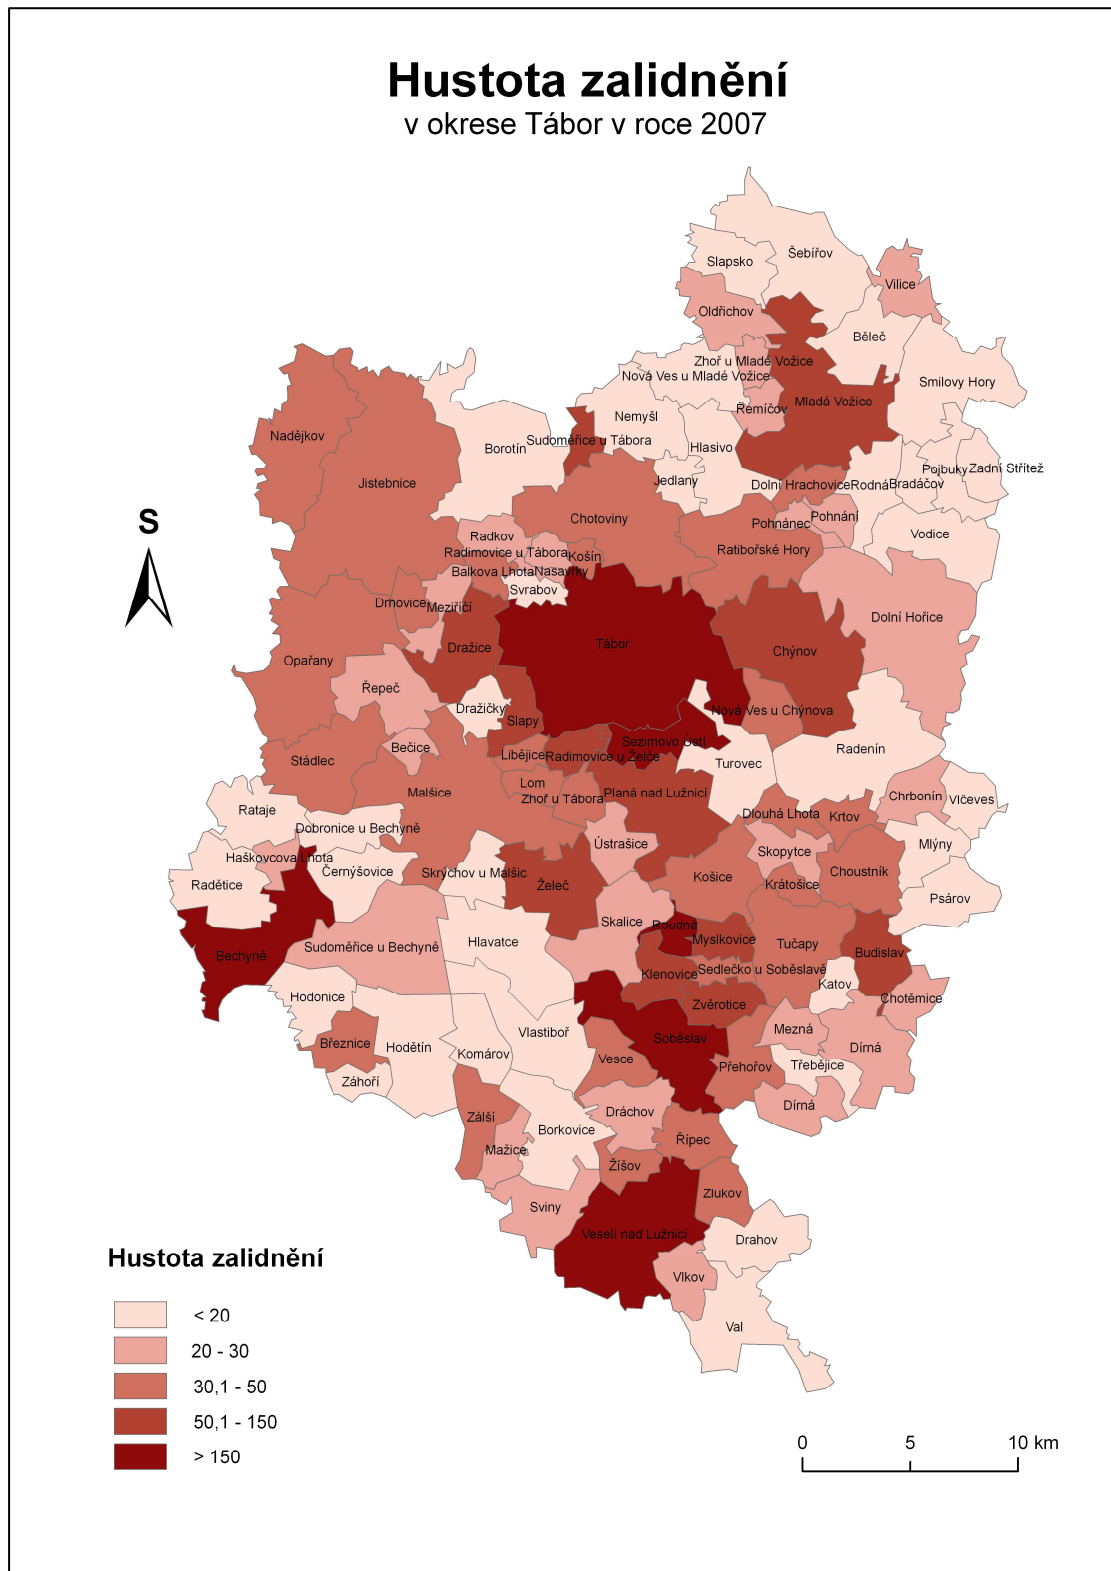 Hustota zalidnění
v okrese Tábor v roce 2007
Šebířov
Slapsko
Vilice
Oldřichov
Běleč
Zhoř u Mladé Vožice
Nová Ves u Mladé Vožice
Smilovy Hory
Mladá Vožice
Řemíčov
Nemyšl
Nadějkov
Sudoměřice u Tábora
Hlasivo
Borotín
Pojbuky
Zadní Střítež
Jistebnice
Jedlany
Dolní Hrachovice
Rodná
Bradáčov
S
Chotoviny
Pohnánec
Pohnání
Vodice
Radkov
Ratibořské Hory
Radimovice u Tábora
Košín
Balkova Lhota
Nasavrky
Svrabov
Drhovice
Meziříčí
Dolní Hořice
Dražice
Tábor
Chýnov
Opařany
Řepeč
Dražičky
Slapy
Nová Ves u Chýnova
Bečice
Sezimovo Ústí
Radenín
Stádlec
Libějice
Radimovice u Želče
Turovec
Lom
Malšice
Zhoř u Tábora
Planá nad Lužnicí
Chrbonín
Vlčeves
Rataje
Dlouhá Lhota
Krtov
Dobronice u Bechyně
Ústrašice
Skopytce
Mlýny
Haškovcova Lhota
Černýšovice
Skrýchov u Malšic
Košice
Choustník
Radětice
Želeč
Krátošice
Psárov
Skalice
Roudná
Hlavatce
Myslkovice
Tučapy
Sudoměřice u Bechyně
Budislav
Bechyně
Klenovice
Sedlečko u Soběslavě
Katov
Hodonice
Chotěmice
Zvěrotice
Vlastiboř
Mezná
Březnice
Soběslav
Hodětín
Komárov
Vesce
Dírná
Přehořov
Třebějice
Záhoří
Dírná
Zálší
Dráchov
Borkovice
Řípec
Mažice
Žíšov
Zlukov
Sviny
Veselí nad Lužnicí
Drahov
Vlkov
Val
Hustota zalidnění
< 20
20 - 30
30,1 - 50
50,1 - 150
> 150
0 5 10 km